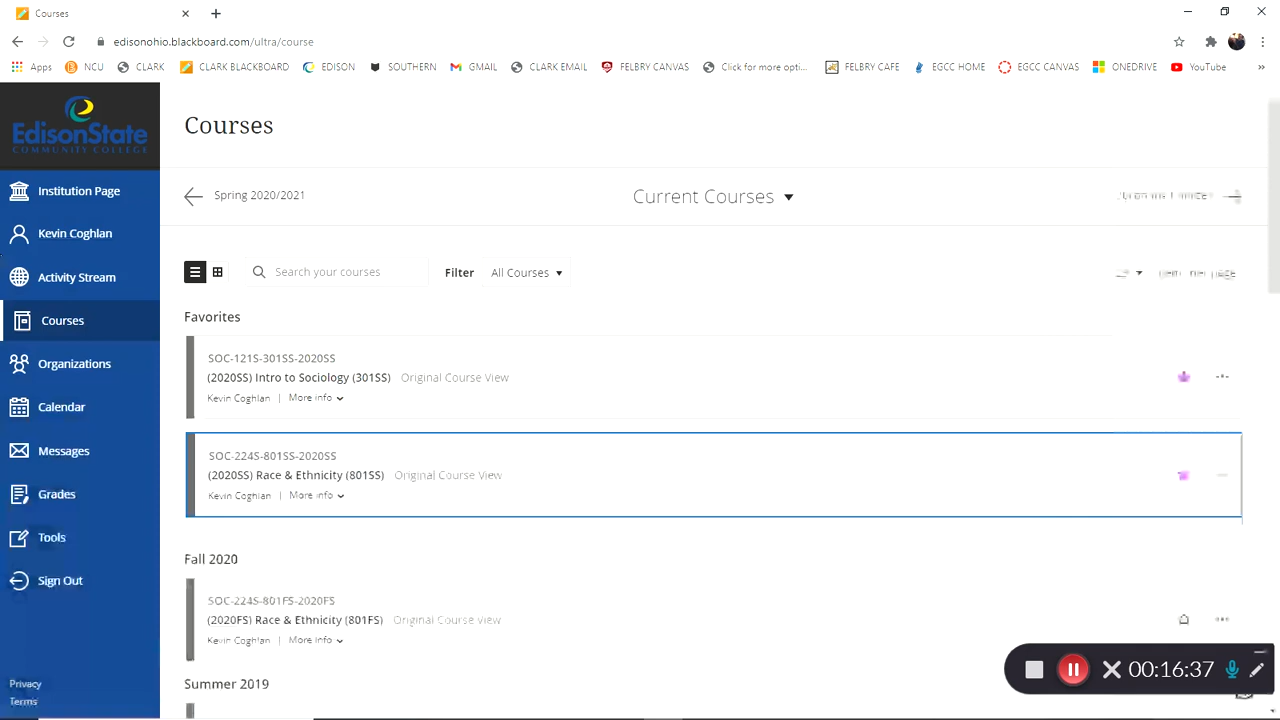 Courses
edisonohio.blackboard.com/ultra/course
Apps NCU CLARK CLARK BLACKBOARD EDISON SOUTHERN GMAIL CLARK EMAIL FELBRY CANVAS Click for more opti... FELBRY CAFE EGCC HOME EGCC CANVAS ONEDRIVE YouTube »
EdisonState
COMMUNITY COLLEGE
Institution Page
Kevin Coghlan
Activity Stream
Courses
Organizations
Calendar
Messages
Grades
Tools
Sign Out
Privacy
Terms
Courses
Spring 2020/2021
Current Courses
Search your courses
Filter All Courses
Favorites
SOC-121S-301SS-2020SS
(2020SS) Intro to Sociology (301SS) Original Course View
Kevin Coghlan | More info
SOC-224S-801SS-2020SS
(2020SS) Race & Ethnicity (801SS) Original Course View
Kevin Coghlan | More info
Fall 2020
SOC-224S-801FS-2020FS
(2020FS) Race & Ethnicity (801FS) Original Course View
Kevin Coghlan | More info
Summer 2019
00:16:37